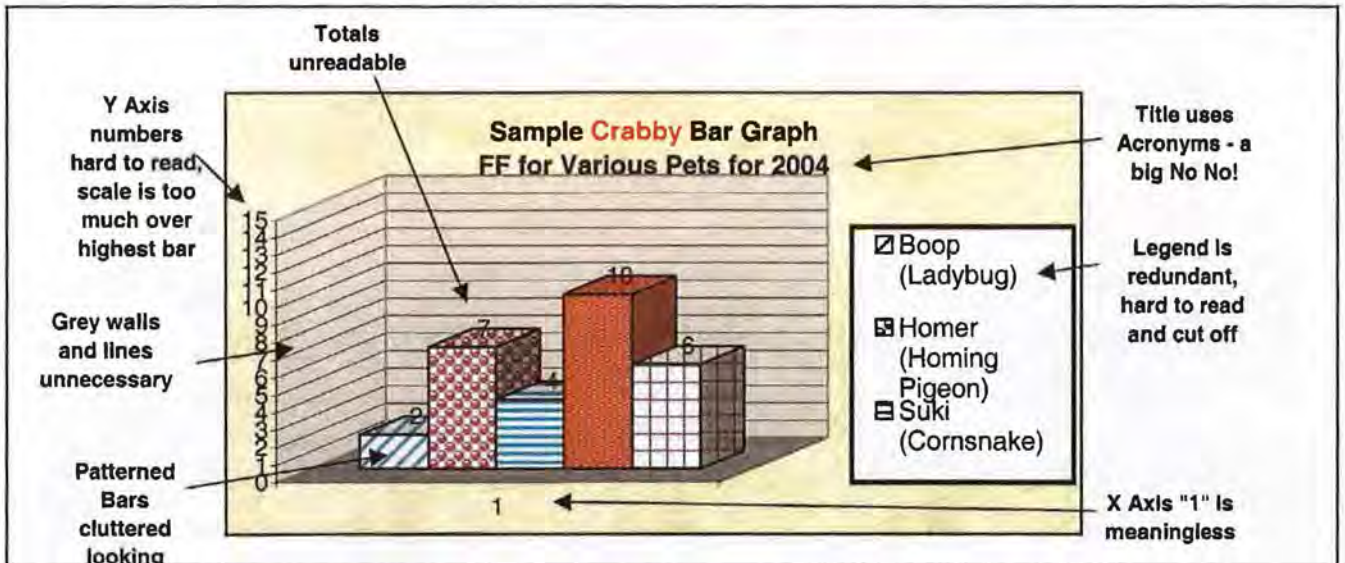 Totals
unreadable
Y Axis
numbers
hard to read,
scale is too
much over
highest bar
Grey walls
and lines
unnecessary
Patterned
Bars
cluttered
looking
Sample Crabby Bar Graph
FF for Various Pets for 2004
15
14
13
12
11
10
9
8
7
6
5
4
3
2
1
0
2
7
4
10
6
1
Boop
(Ladybug)
Homer
(Homing
Pigeon)
Suki
(Cornsnake)
Title uses
Acronyms - a
big No No!
Legend is
redundant,
hard to read
and cut off
X Axis "1" is
meaningless